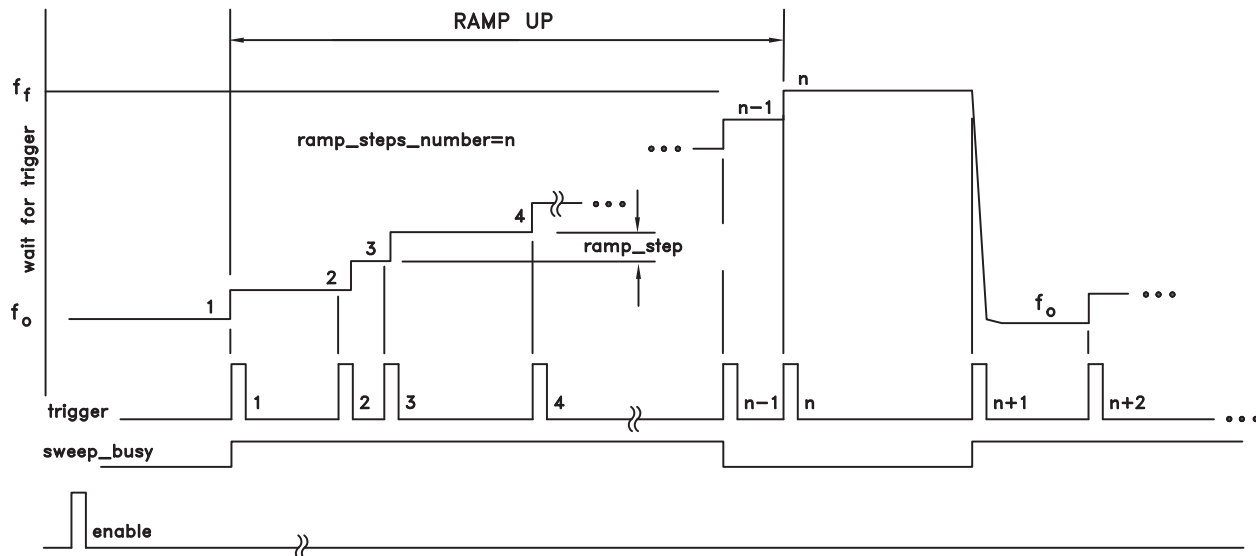 RAMP UP
f_f
n
n-1
ramp_steps_number=n
wait for trigger
4
3
ramp_step
2
1
f_o
f_o
trigger
1
2
3
4
n-1
n
n+1
n+2
sweep_busy
enable